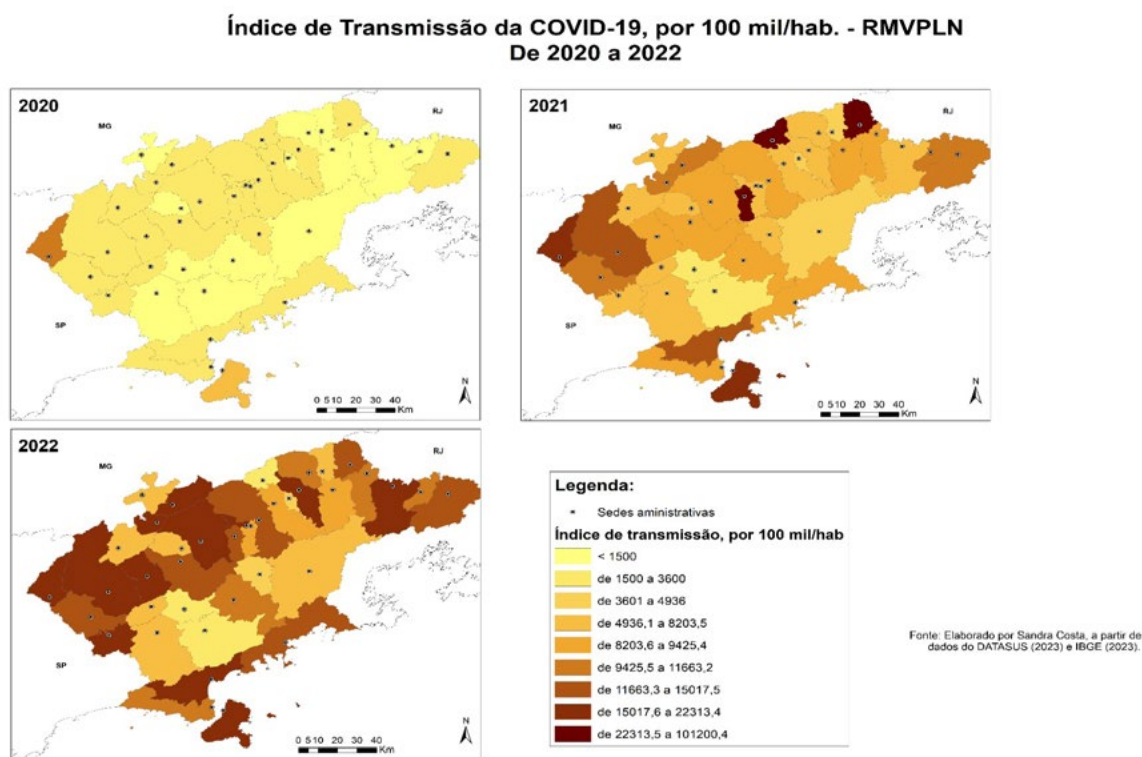 Índice de Transmissão da COVID-19, por 100 mil/hab. - RMVPLN
De 2020 a 2022
2020
MG
RJ
SP
N
0 5 10 20 30 40
Km
2021
MG
RJ
SP
N
0 5 10 20 30 40
Km
2022
MG
RJ
SP
N
0 5 10 20 30 40
Km
Legenda:
Sedes aministrativas
Índice de transmissão, por 100 mil/hab
< 1500
de 1500 a 3600
de 3601 a 4936
de 4936,1 a 8203,5
de 8203,6 a 9425,4
de 9425,5 a 11663,2
de 11663,3 a 15017,5
de 15017,6 a 22313,4
de 22313,5 a 101200,4
Fonte: Elaborado por Sandra Costa, a partir de
dados do DATASUS (2023) e IBGE (2023).